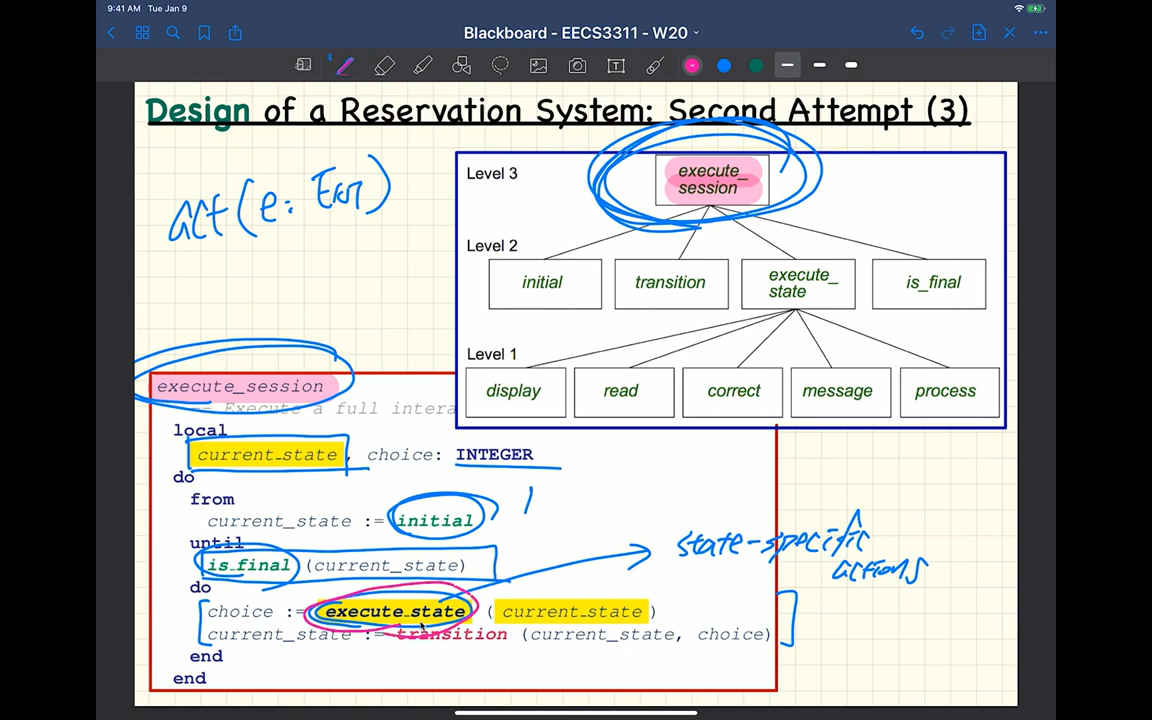 9:41 AM Tue Jan 9
Blackboard - EECS3311 - W20
Design of a Reservation System: Second Attempt (3)
act(e: EXT)
Level 3
execute_
session
Level 2
initial
transition
execute_
state
is_final
Level 1
display
read
correct
message
process
execute_session
-- Execute a full intera
local
current_state, choice: INTEGER
do
from
current_state := initial
until
is_final (current_state)
do
choice := execute_state (current_state)
current_state := transition (current_state, choice)
end
end
state-specific
actions